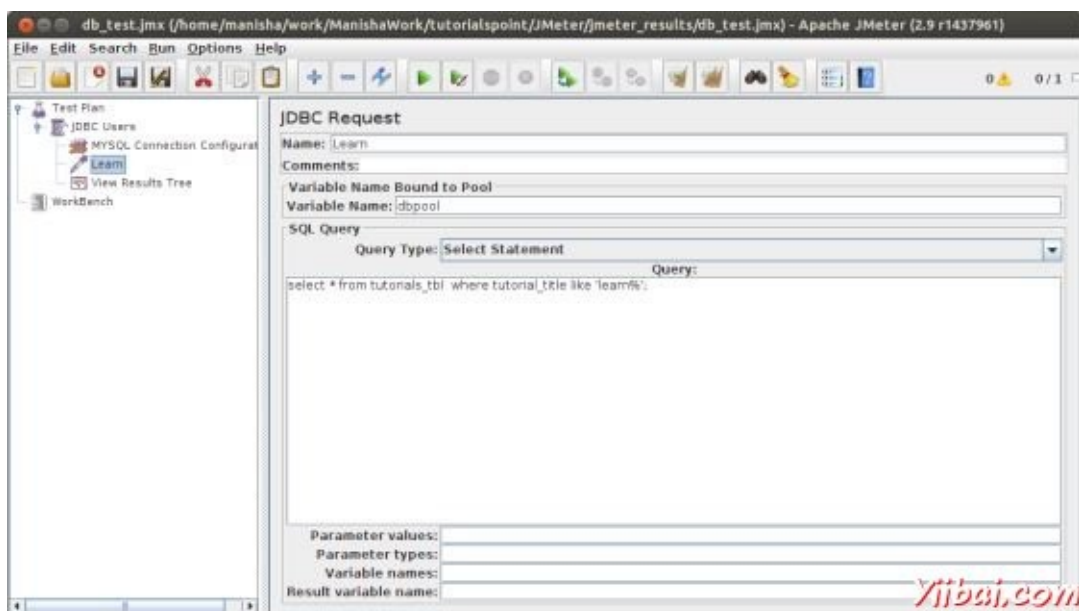 db_test.jmx (/home/manisha/work/ManishaWork/tutorialspoint/JMeter/jmeter_results/db_test.jmx) - Apache JMeter (2.9 r1437961)
File Edit Search Run Options Help
0 0/1
Test Plan
JDBC Users
MYSQL Connection Configurat
Learn
View Results Tree
WorkBench
JDBC Request
Name: Learn
Comments:
Variable Name Bound to Pool
Variable Name: dbpool
SQL Query
Query Type: Select Statement
Query:
select * from tutorials_tbl where tutorial_title like 'learn%';
Parameter values:
Parameter types:
Variable names:
Result variable name:
Yiibai.com